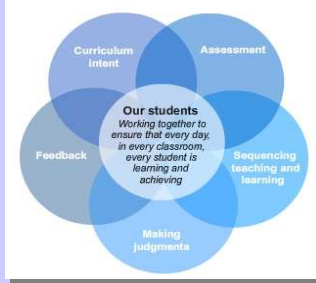 Curriculum
intent
Assessment
Our students
Working together to
ensure that every day,
in every classroom,
every student is
learning and
achieving
Feedback
Sequencing
teaching and
learning
Making
judgments